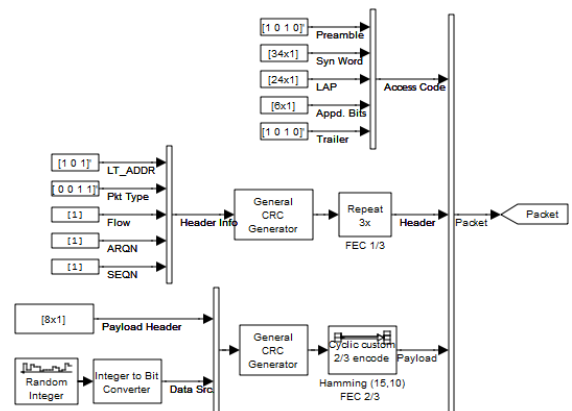 [1 0 1 0]'
Preamble
[34x1]
Syn Word
[24x1]
LAP
Access Code
[6x1]
Appd. Bits
[1 0 1 0]'
Trailer
[1 0 1]'
LT_ADDR
[0 0 1 1]'
Pkt Type
[1]
Flow
[1]
ARQN
[1]
SEQN
Header Info
General
CRC
Generator
Repeat
3x
FEC 1/3
Header
Packet
Packet
[8x1]
Payload Header
Random
Integer
Integer to Bit
Converter
Data Src
General
CRC
Generator
Cyclic custom
2/3 encode
Payload
Hamming (15,10)
FEC 2/3